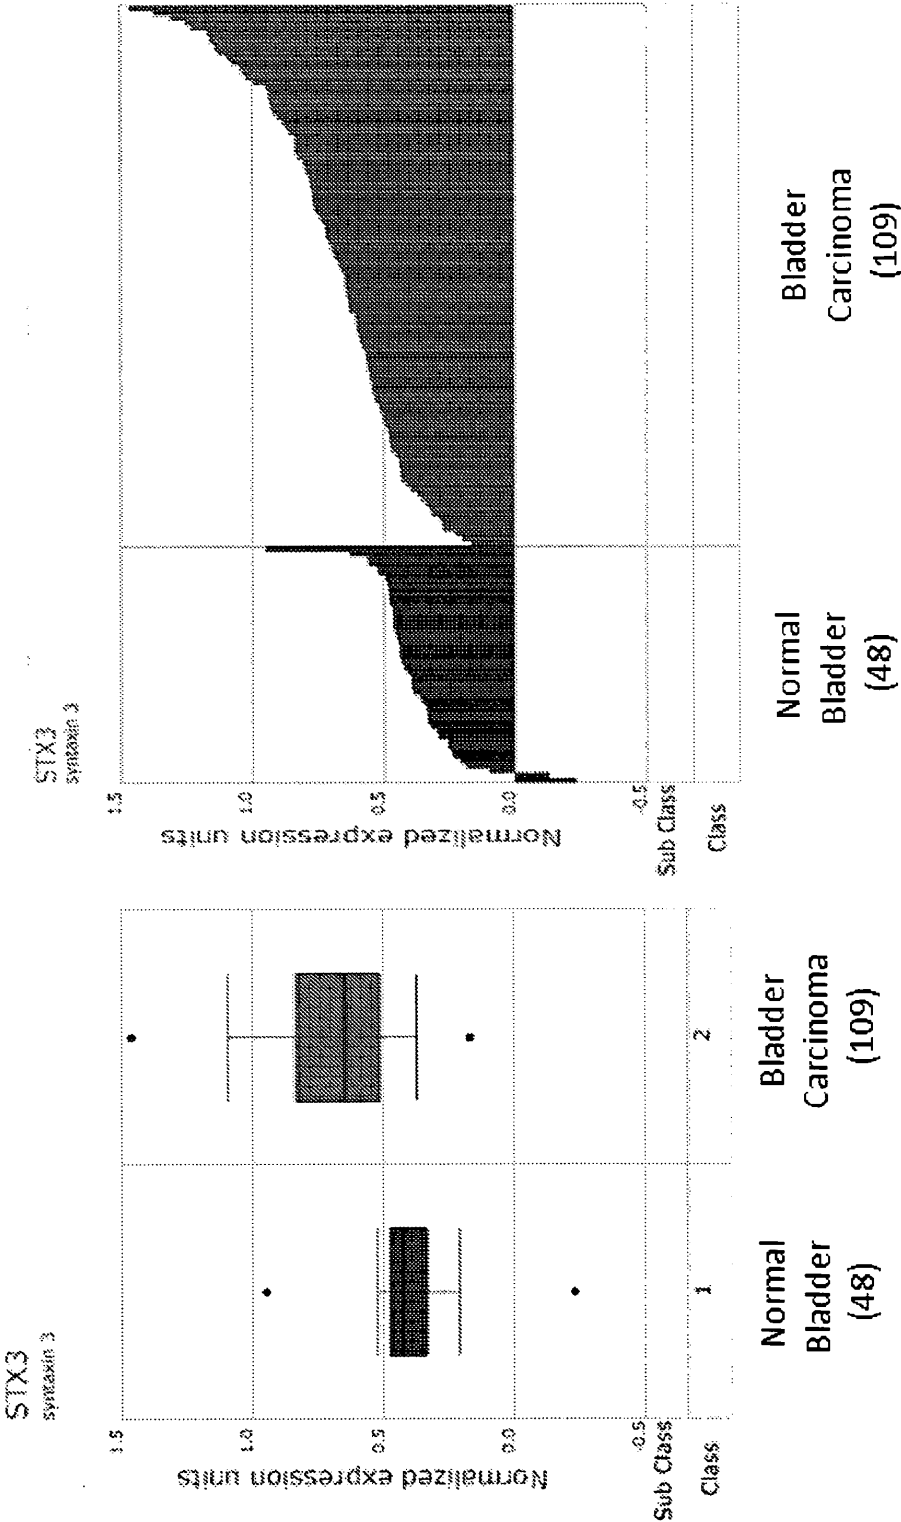 STX3
syntaxin 3
Normalized expression units
1.5
1.0
0.5
0.0
-0.5
Sub Class
Class
1
2
Normal
Bladder
(48)
Bladder
Carcinoma
(109)
STX3
syntaxin 3
Normalized expression units
1.5
1.0
0.5
0.0
-0.5
Sub Class
Class
Normal
Bladder
(48)
Bladder
Carcinoma
(109)